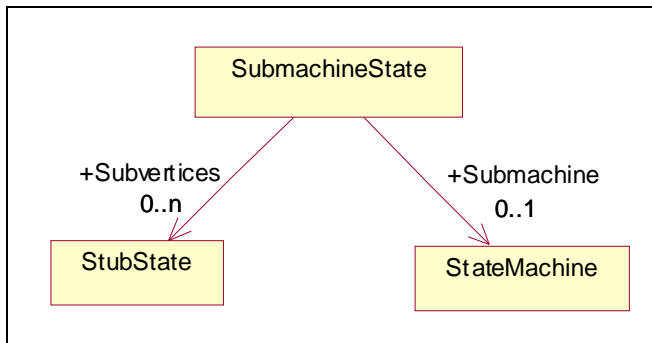 SubmachineState
+Subvertices
0..n
+Submachine
0..1
StubState
StateMachine